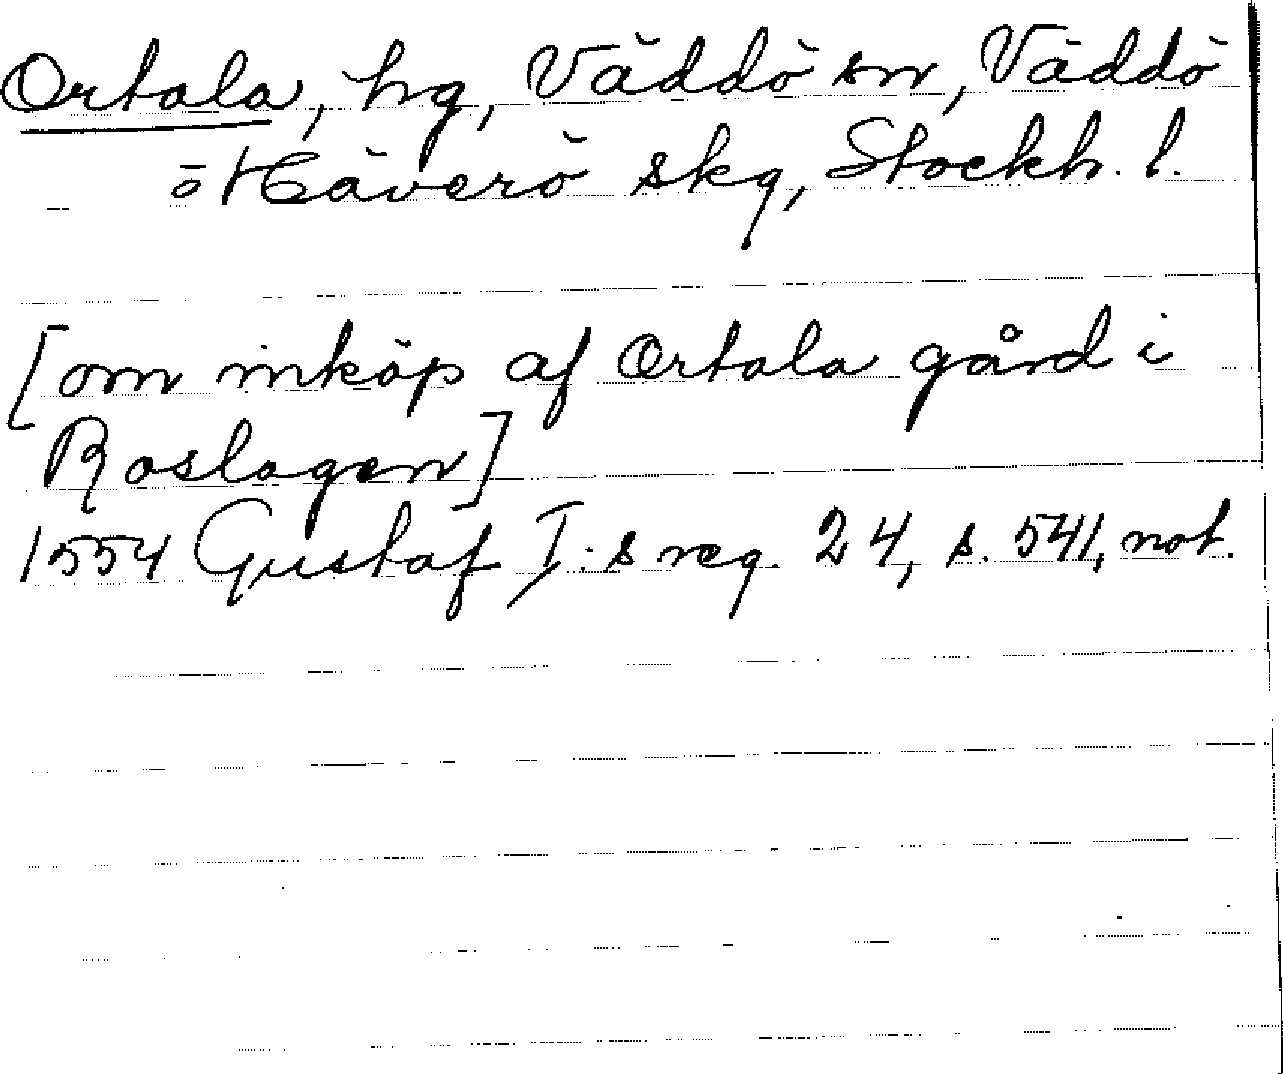 Ortala, hg, Väddö sn, Väddö
o Häverö skg, Stockh. l.
[om inköp af Ortala gård i
Roslagen]
1554 Gustaf I:s reg. 24, s. 541, not.